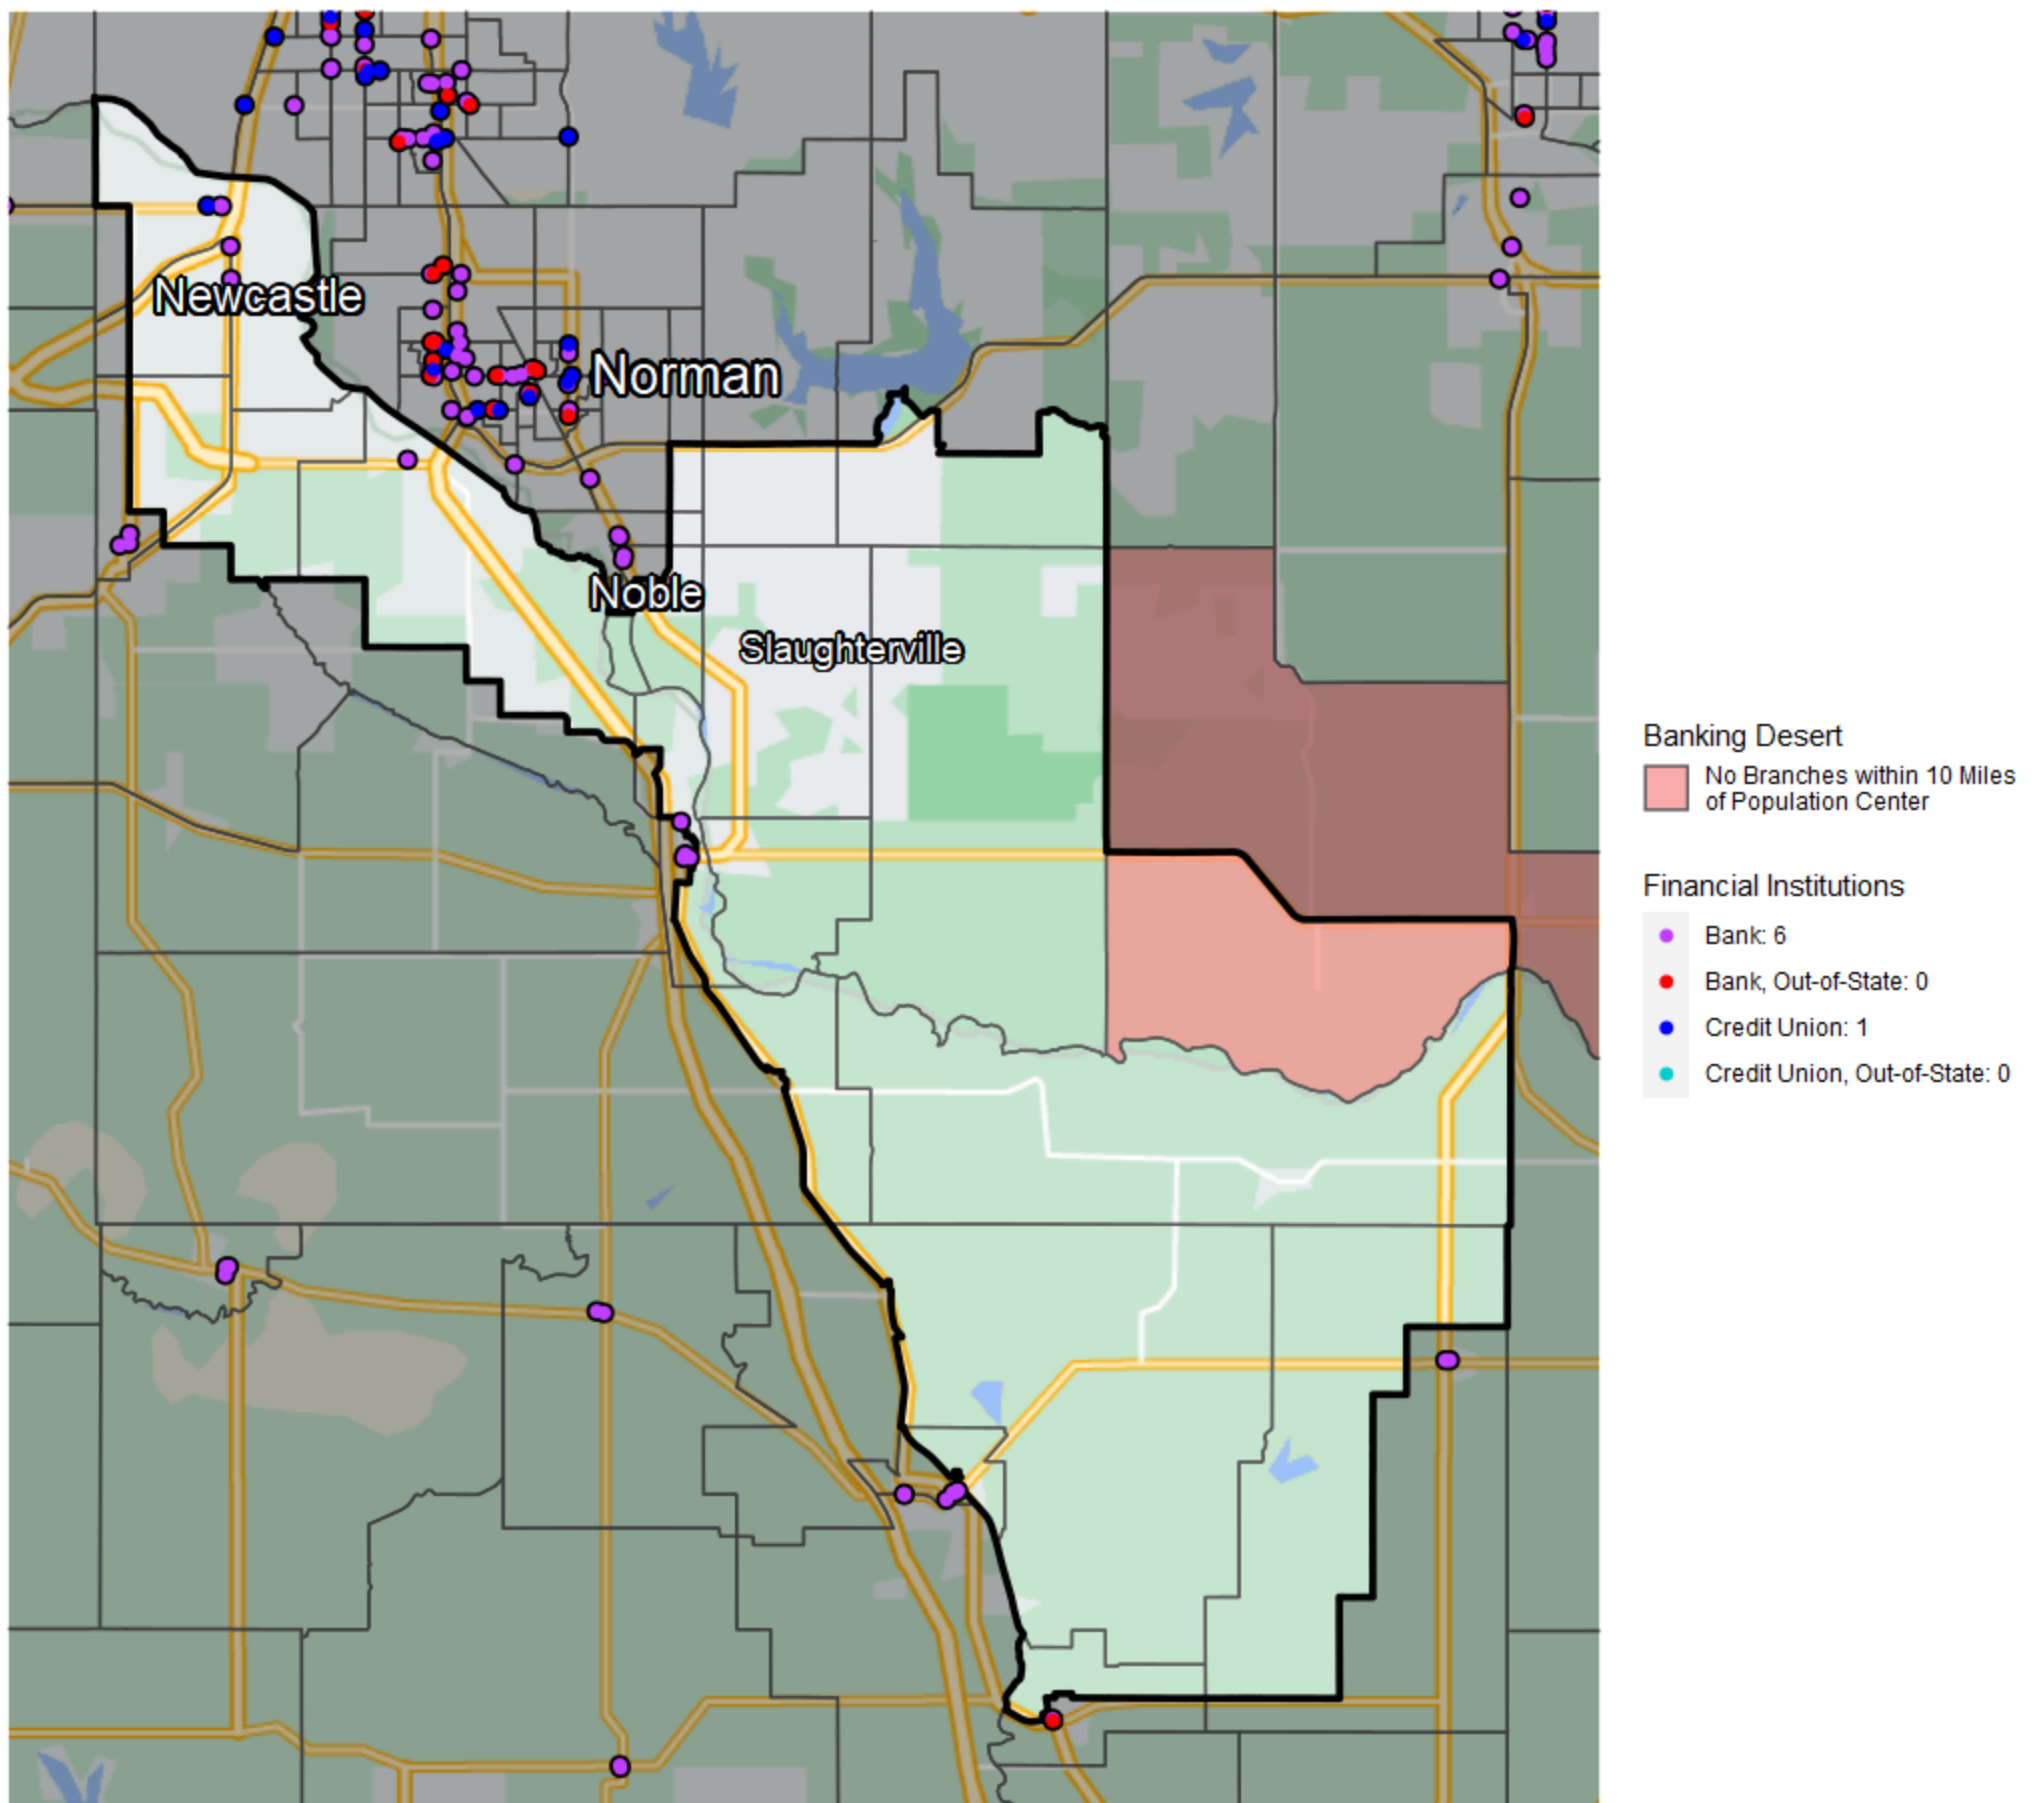 Newcastle
Norman
Noble
Slaughterville
Banking Desert
No Branches within 10 Miles
of Population Center
Financial Institutions
Bank: 6
Bank, Out-of-State: 0
Credit Union: 1
Credit Union, Out-of-State: 0